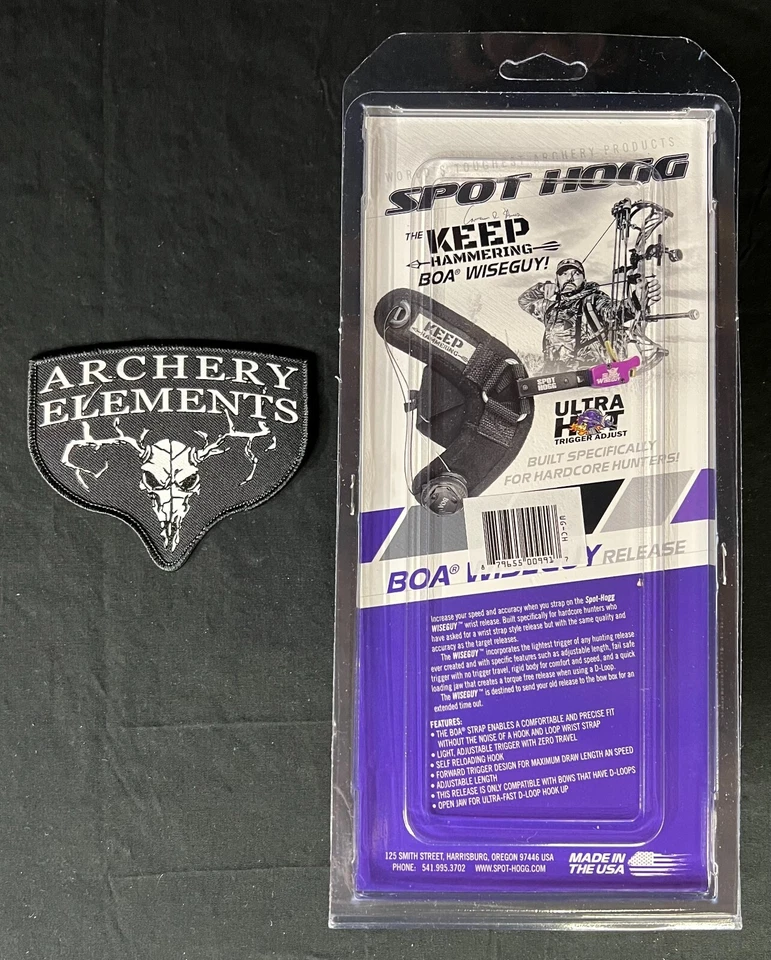 ARCHERY
ELEMENTS
WORLD'S TOUGHEST ARCHERY PRODUCTS
SPOT HOGG
THE KEEP
HAMMERING
BOA® WISEGUY!
KEEP
HAMMERING
SPOT
HOGG
ULTRA
TRIGGER ADJUST
BUILT SPECIFICALLY
FOR HARDCORE HUNTERS!
WG-CH
79655 00991 7
BOA® WISEGUY RELEASE
Increase your speed and accuracy when you strap on the Spot-Hogg
WISEGUY™ wrist release. Built specifically for hardcore hunters who
have asked for a wrist strap style release but with the same quality and
accuracy as the target releases.
The WISEGUY™ incorporates the lightest trigger of any hunting release
ever created and with specific features such as adjustable length, fail safe
trigger with no trigger travel, rigid body for comfort and speed, and a quick
loading jaw that creates a torque free release when using a D-Loop.
The WISEGUY™ is destined to send your old release to the bow box for an
extended time out.
FEATURES:
• THE BOA® STRAP ENABLES A COMFORTABLE AND PRECISE FIT
WITHOUT THE NOISE OF A HOOK AND LOOP WRIST STRAP
• LIGHT, ADJUSTABLE TRIGGER WITH ZERO TRAVEL
• SELF RELOADING HOOK
• FORWARD TRIGGER DESIGN FOR MAXIMUM DRAW LENGTH AN SPEED
• ADJUSTABLE LENGTH
• THIS RELEASE IS ONLY COMPATIBLE WITH BOWS THAT HAVE D-LOOPS
• OPEN JAW FOR ULTRA-FAST D-LOOP HOOK UP
125 SMITH STREET, HARRISBURG, OREGON 97446 USA
PHONE: 541.995.3702 WWW.SPOT-HOGG.COM
MADE IN
THE USA